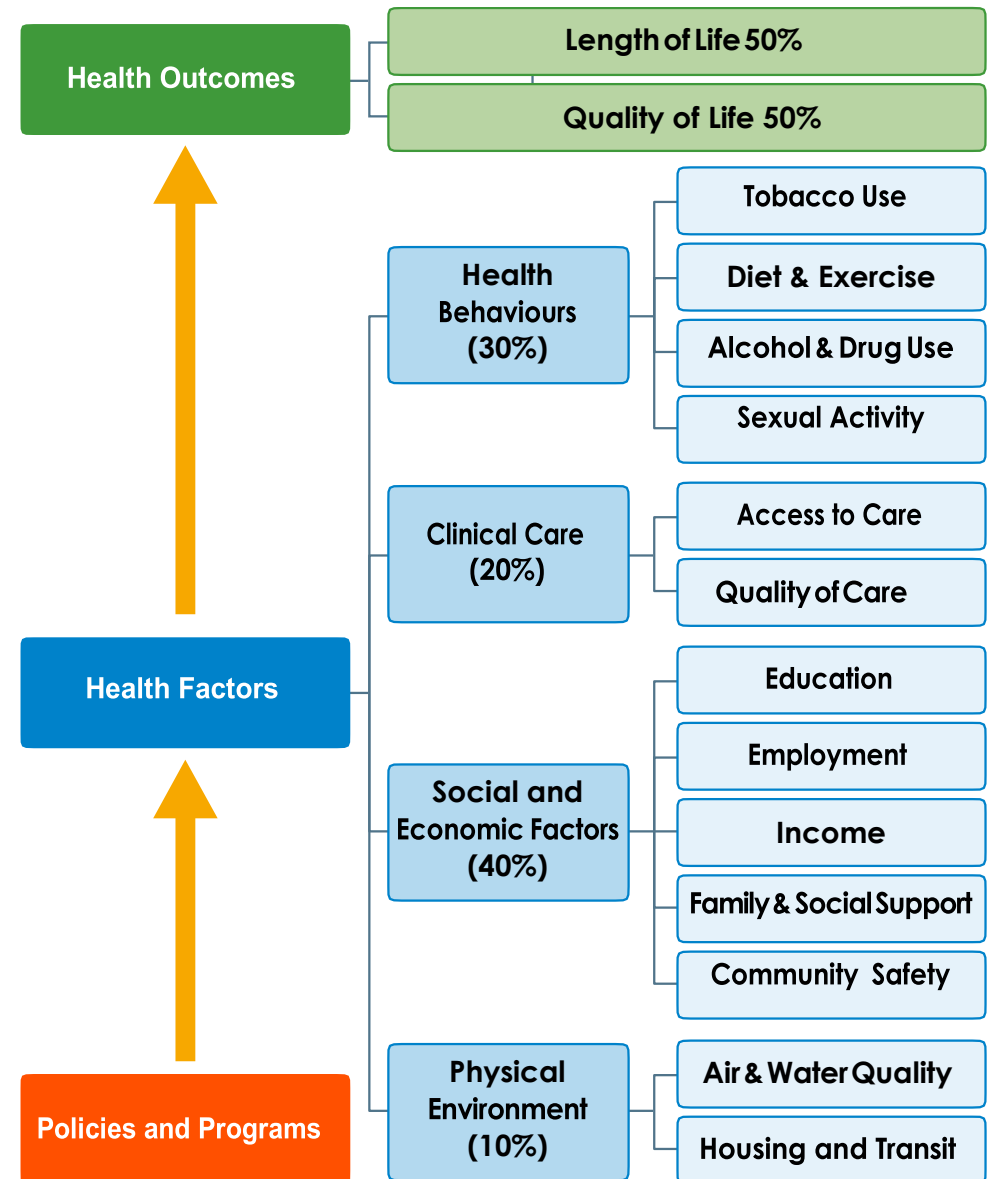 Health Outcomes
Length of Life 50%
Quality of Life 50%
Health Factors
Health
Behaviours
(30%)
Tobacco Use
Diet & Exercise
Alcohol & Drug Use
Sexual Activity
Clinical Care
(20%)
Access to Care
Quality of Care
Social and
Economic Factors
(40%)
Education
Employment
Income
Family & Social Support
Community Safety
Physical
Environment
(10%)
Air & Water Quality
Housing and Transit
Policies and Programs